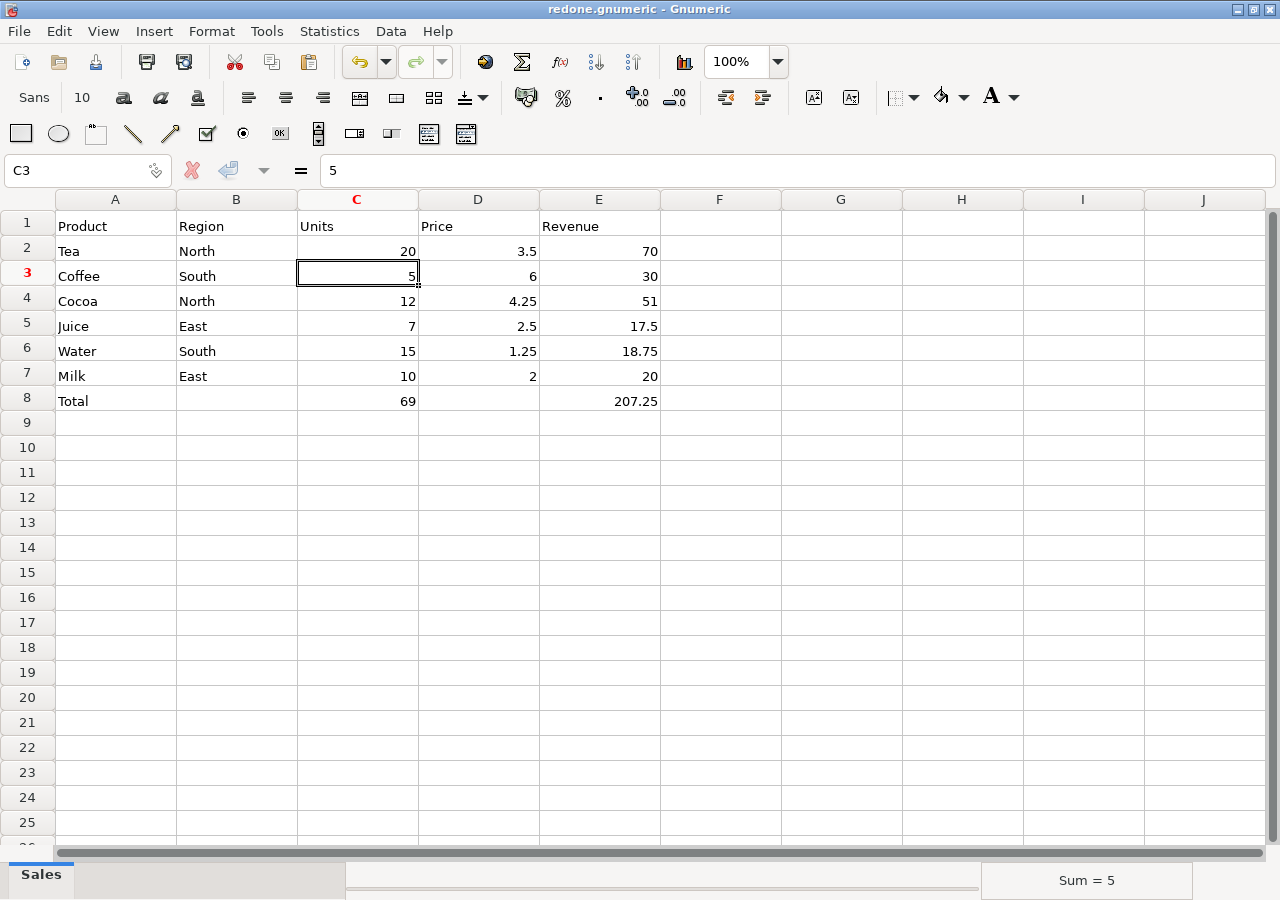 redone.gnumeric - Gnumeric
File Edit View Insert Format Tools Statistics Data Help
f(x) 100%
Sans 10 a a a % +.00 .00 A
OK
C3 = 5
A B C D E F G H I J
1 Product Region Units Price Revenue
2 Tea North 20 3.5 70
3 Coffee South 5 6 30
4 Cocoa North 12 4.25 51
5 Juice East 7 2.5 17.5
6 Water South 15 1.25 18.75
7 Milk East 10 2 20
8 Total 69 207.25
9
10
11
12
13
14
15
16
17
18
19
20
21
22
23
24
25
Sales Sum = 5